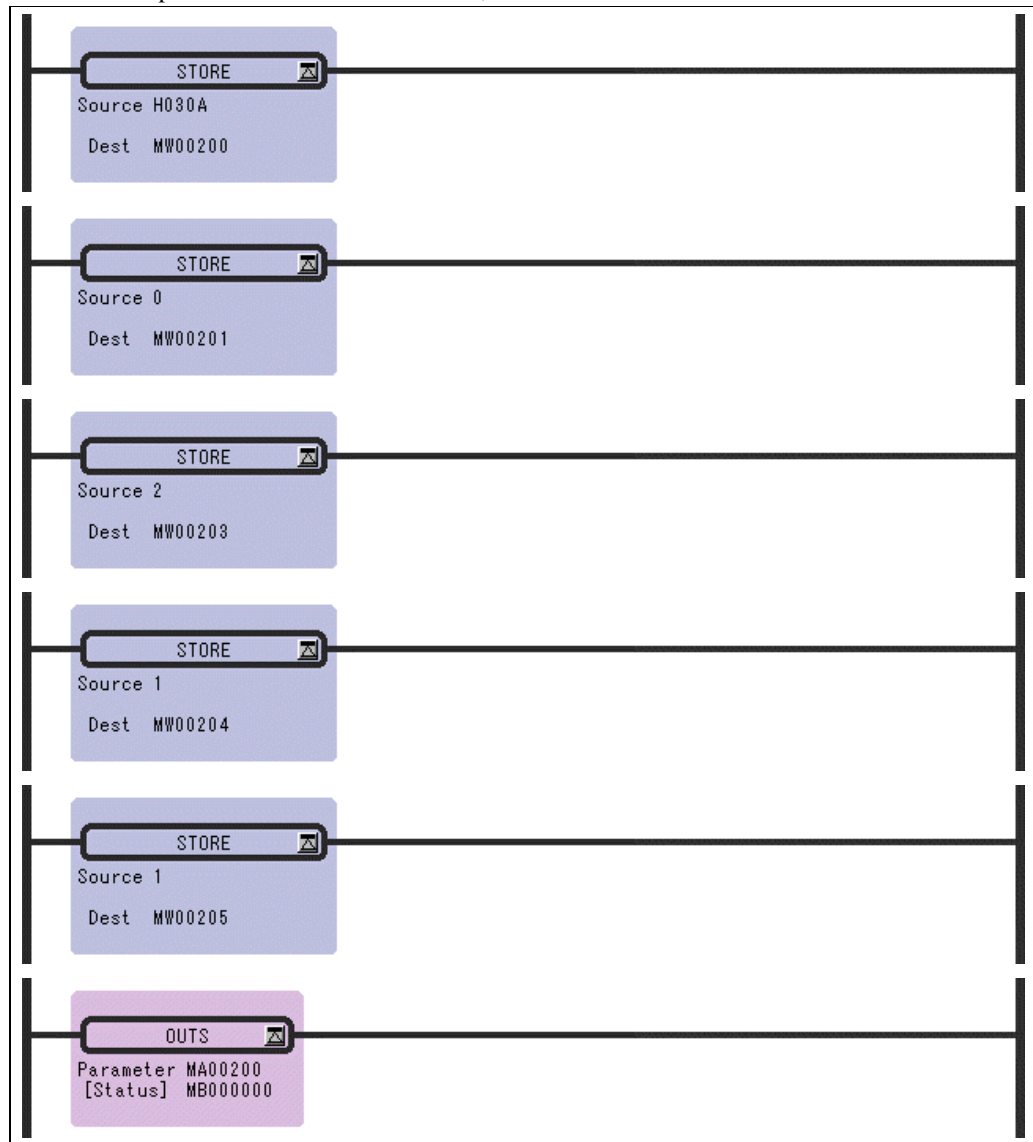 STORE
Source H030A
Dest MW00200
STORE
Source 0
Dest MW00201
STORE
Source 2
Dest MW00203
STORE
Source 1
Dest MW00204
STORE
Source 1
Dest MW00205
OUTS
Parameter MA00200
[Status] MB000000